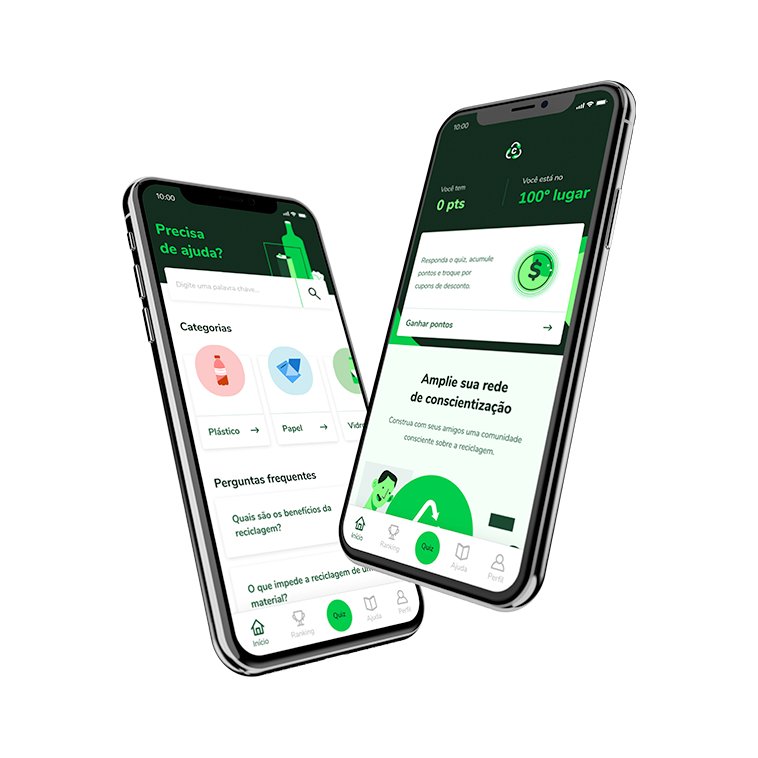 10:00
Precisa
de ajuda?
Digite uma palavra chave...
Categorias
Plástico →
Papel →
Perguntas frequentes
Quais são os benefícios da
reciclagem?
O que impede a reciclagem de
material?
Início
Ranking
Quiz
Ajuda
Perfil
10:00
C
Você tem
0 pts
Você está no
100° lugar
Responda o quiz, acumule
pontos e troque por
cupons de desconto.
$
Ganhar pontos →
Amplie sua rede
de conscientização
Construa com seus amigos uma comunidade
consciente sobre a reciclagem.
Início
Ranking
Quiz
Ajuda
Perfil